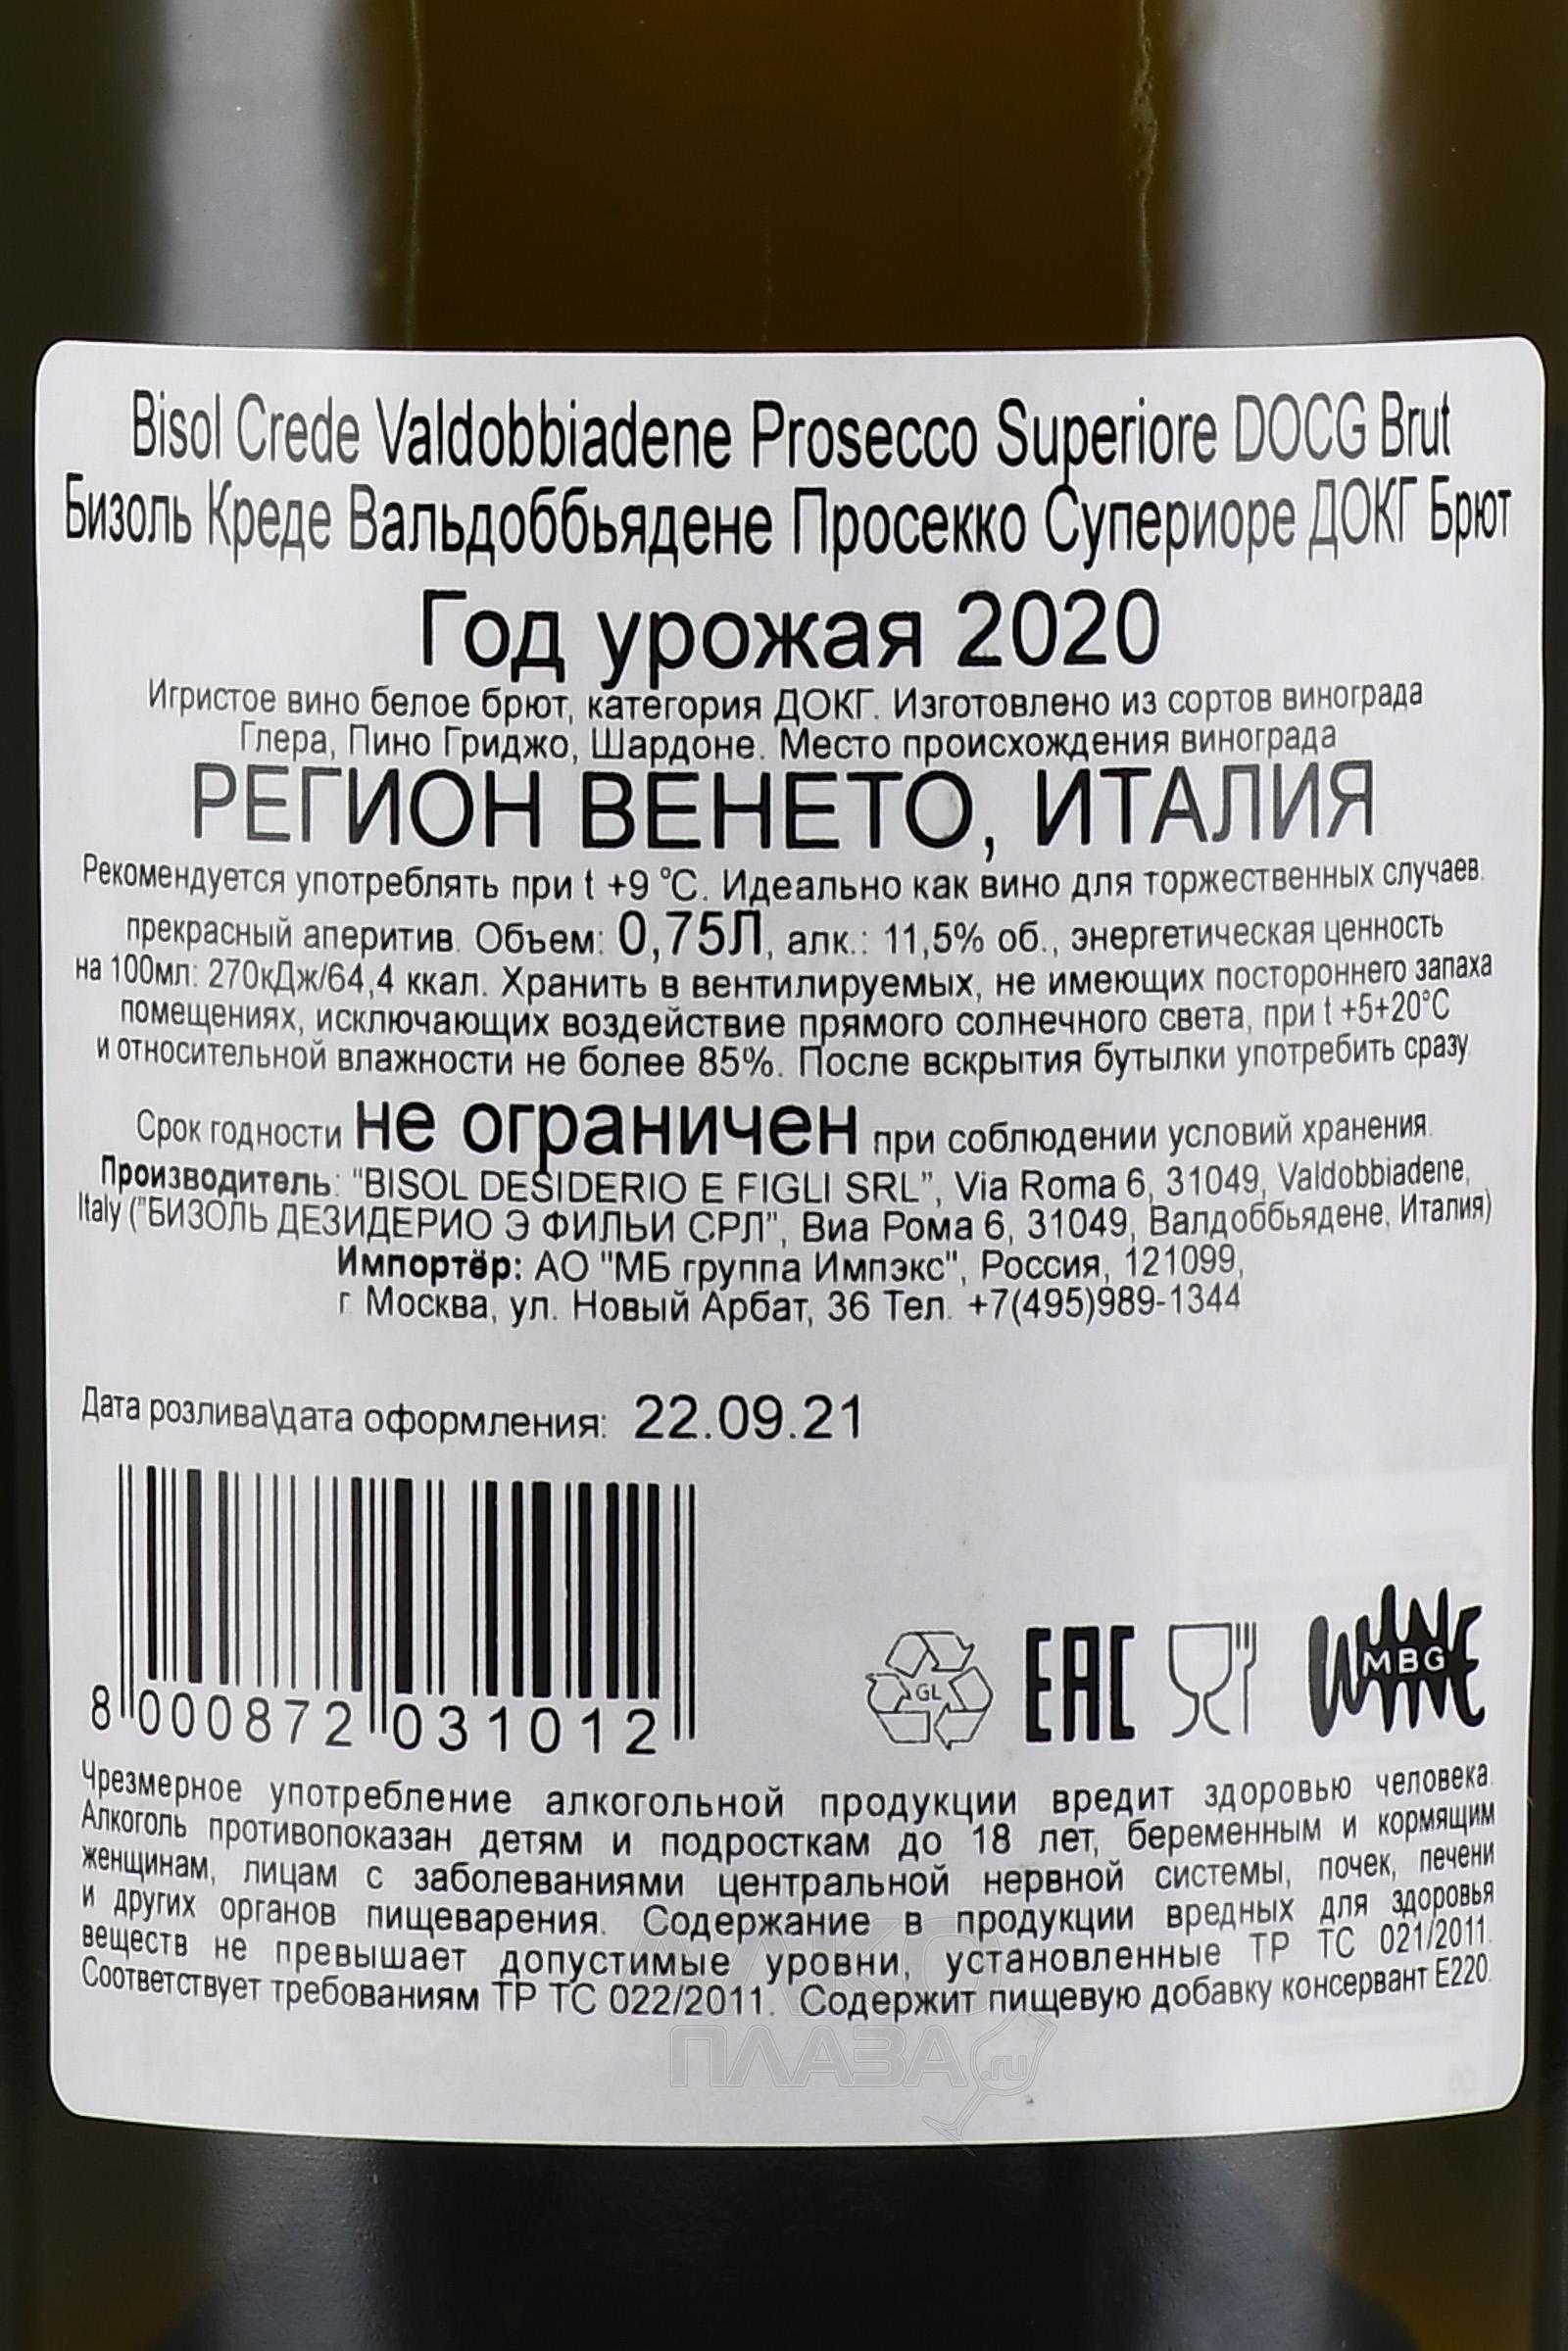 Bisol Crede Valdobbiadene Prosecco Superiore DOCG Brut
Бизоль Креде Вальдоббьядене Просекко Супериоре ДОКГ Брют
Год урожая 2020
Игристое вино белое брют, категория ДОКГ. Изготовлено из сортов винограда
Глера, Пино Гриджо, Шардоне. Место происхождения винограда
РЕГИОН ВЕНЕТО, ИТАЛИЯ
Рекомендуется употреблять при t +9 °C. Идеально как вино для торжественных случаев.
прекрасный аперитив. Объем: 0,75Л, алк.: 11,5% об., энергетическая ценность
на 100мл: 270кДж/64,4 ккал. Хранить в вентилируемых, не имеющих постороннего запаха
помещениях, исключающих воздействие прямого солнечного света, при t +5+20°C
и относительной влажности не более 85%. После вскрытия бутылки употребить сразу.
Срок годности не ограничен при соблюдении условий хранения.
Производитель: "BISOL DESIDERIO E FIGLI SRL", Via Roma 6, 31049, Valdobbiadene,
Italy ("БИЗОЛЬ ДЕЗИДЕРИО Э ФИЛЬИ СРЛ", Виа Рома 6, 31049, Валдоббьядене, Италия)
Импортёр: АО "МБ группа Импэкс", Россия, 121099,
г. Москва, ул. Новый Арбат, 36 Тел. +7(495)989-1344
Дата розлива\дата оформления: 22.09.21
8 000872 031012
GL
EAC
WINE
MBG
Чрезмерное употребление алкогольной продукции вредит здоровью человека.
Алкоголь противопоказан детям и подросткам до 18 лет, беременным и кормящим
женщинам, лицам с заболеваниями центральной нервной системы, почек, печени
и других органов пищеварения. Содержание в продукции вредных для здоровья
веществ не превышает допустимые уровни, установленные ТР ТС 021/2011.
Соответствует требованиям ТР ТС 022/2011. Содержит пищевую добавку консервант Е220.
АЛКО
ПЛАЗА.ru